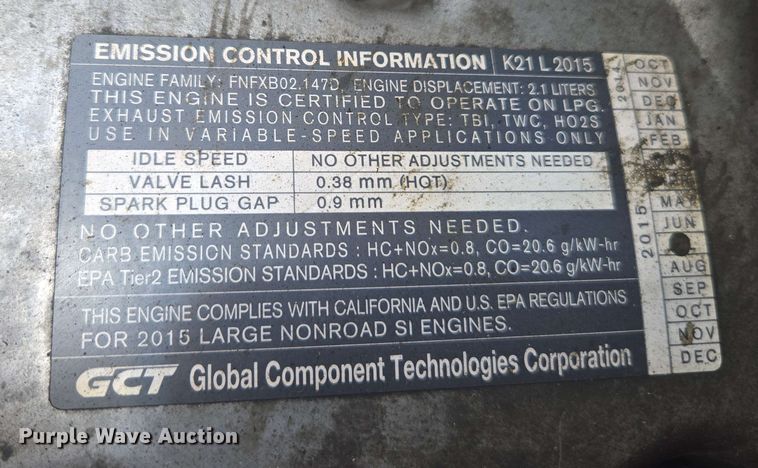 EMISSION CONTROL INFORMATION K21 L 2015
ENGINE FAMILY: FNFXB02.147D, ENGINE DISPLACEMENT: 2.1 LITERS
THIS ENGINE IS CERTIFIED TO OPERATE ON LPG.
EXHAUST EMISSION CONTROL TYPE: TBI, TWC, HO2S
USE IN VARIABLE-SPEED APPLICATIONS ONLY
IDLE SPEED NO OTHER ADJUSTMENTS NEEDED
VALVE LASH 0.38 mm (HOT)
SPARK PLUG GAP 0.9 mm
NO OTHER ADJUSTMENTS NEEDED.
CARB EMISSION STANDARDS : HC+NOx=0.8, CO=20.6 g/kW-hr
EPA Tier2 EMISSION STANDARDS : HC+NOx=0.8, CO=20.6 g/kW-hr
THIS ENGINE COMPLIES WITH CALIFORNIA AND U.S. EPA REGULATIONS
FOR 2015 LARGE NONROAD SI ENGINES.
GCT Global Component Technologies Corporation
OCT
NOV
DEC
JAN
FEB
MAY
JUN
AUG
SEP
OCT
NOV
DEC
2015
Purple Wave Auction